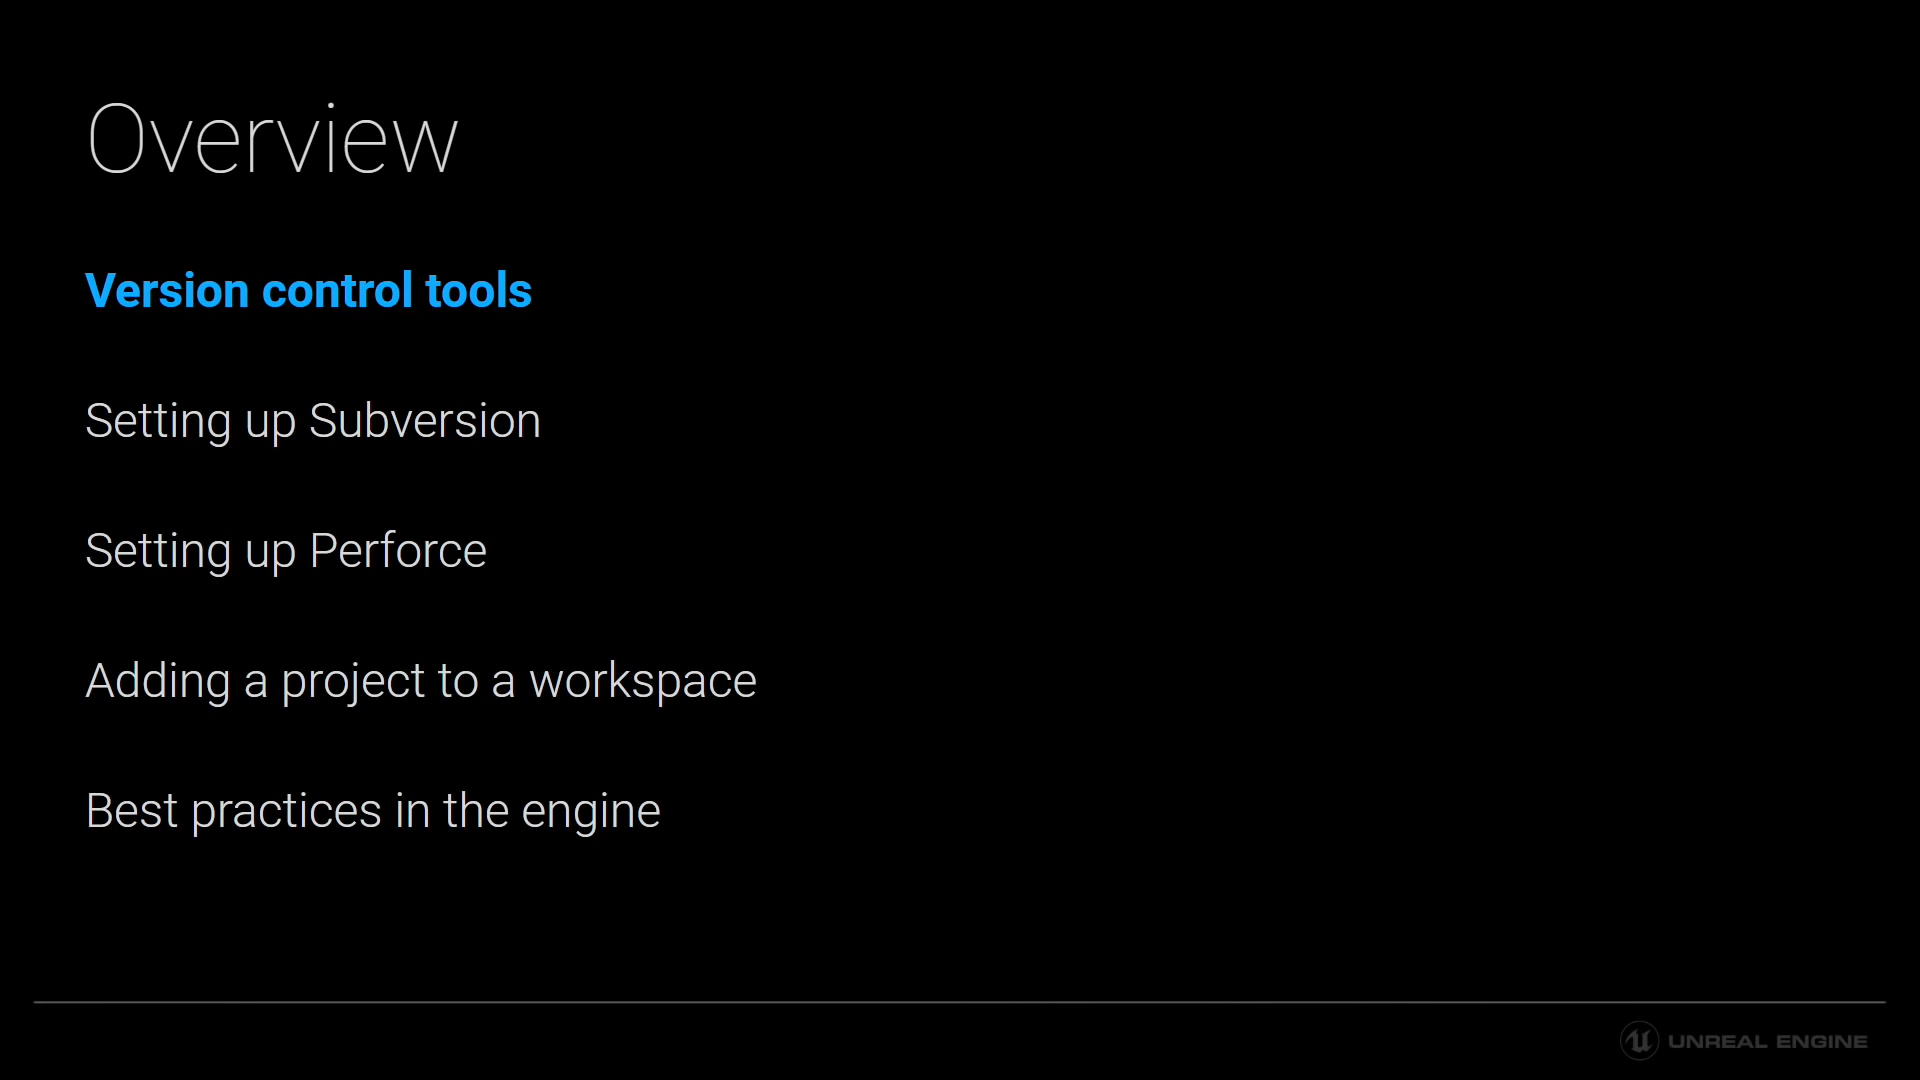 Overview
Version control tools
Setting up Subversion
Setting up Perforce
Adding a project to a workspace
Best practices in the engine
UNREAL ENGINE